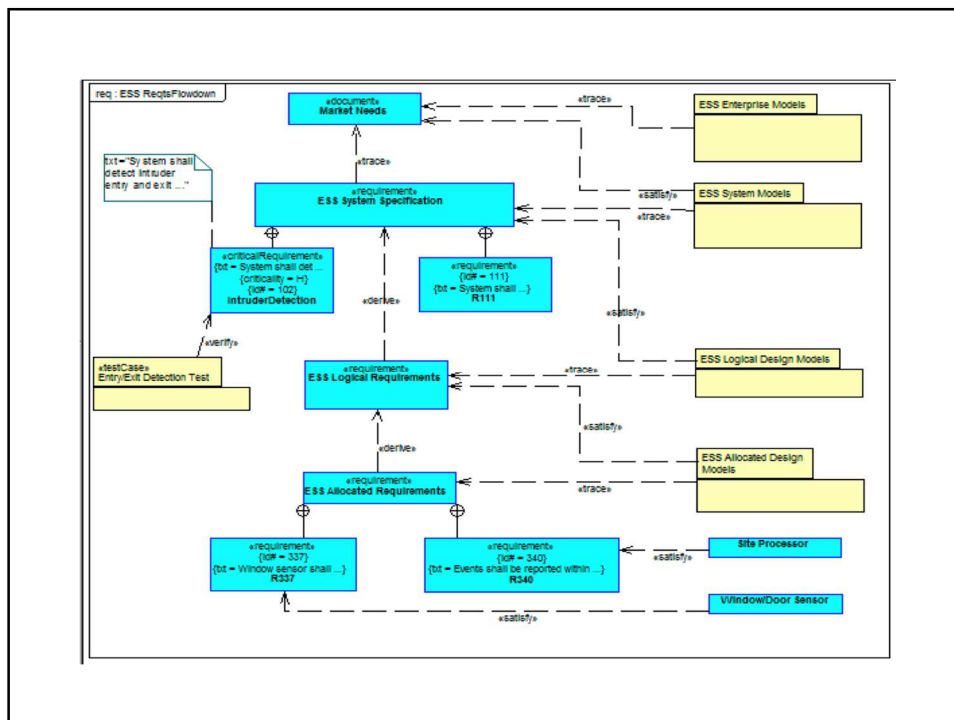 req : ESS ReqtsFlowdown
«document»
Market Needs
«trace»
ESS Enterprise Models
txt="System shall
detect Intruder
entry and exit ..."
«trace»
«requirement»
ESS System Specification
ESS System Models
«satisfy»
«trace»
«criticalRequirement»
{txt = System shall det ...
{criticality = H}
{id# = 102}
IntruderDetection
«requirement»
{id# = 111}
{txt = System shall ...}
R111
«derive»
«satisfy»
«verify»
«testCase»
Entry/Exit Detection Test
«requirement»
ESS Logical Requirements
ESS Logical Design Models
«trace»
«satisfy»
«derive»
ESS Allocated Design
Models
«requirement»
ESS Allocated Requirements
«trace»
«requirement»
{id# = 337}
{txt = Window sensor shall ...}
R337
«requirement»
{id# = 340}
{txt = Events shall be reported within ...}
R340
Site Processor
«satisfy»
Window/Door Sensor
«satisfy»